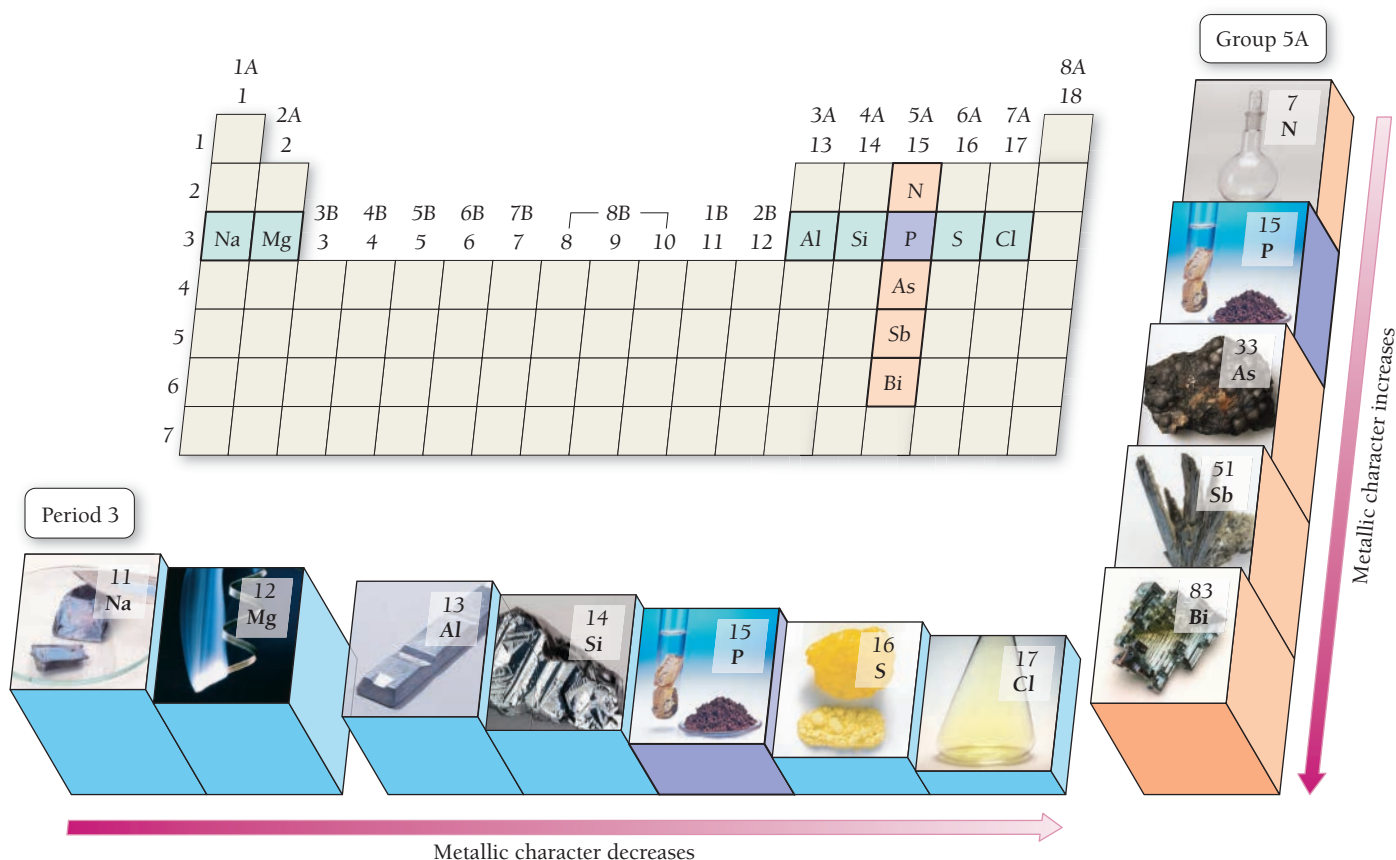 Group 5A
1A
1
2A
2
3B
3
4B
4
5B
5
6B
6
7B
7
8B
8 9 10
1B
11
2B
12
3A
13
4A
14
5A
15
6A
16
7A
17
8A
18
1
2 N
3 Na Mg Al Si P S Cl
4 As
5 Sb
6 Bi
7
7
N
15
P
33
As
51
Sb
83
Bi
Metallic character increases
Period 3
11
Na
12
Mg
13
Al
14
Si
15
P
16
S
17
Cl
Metallic character decreases